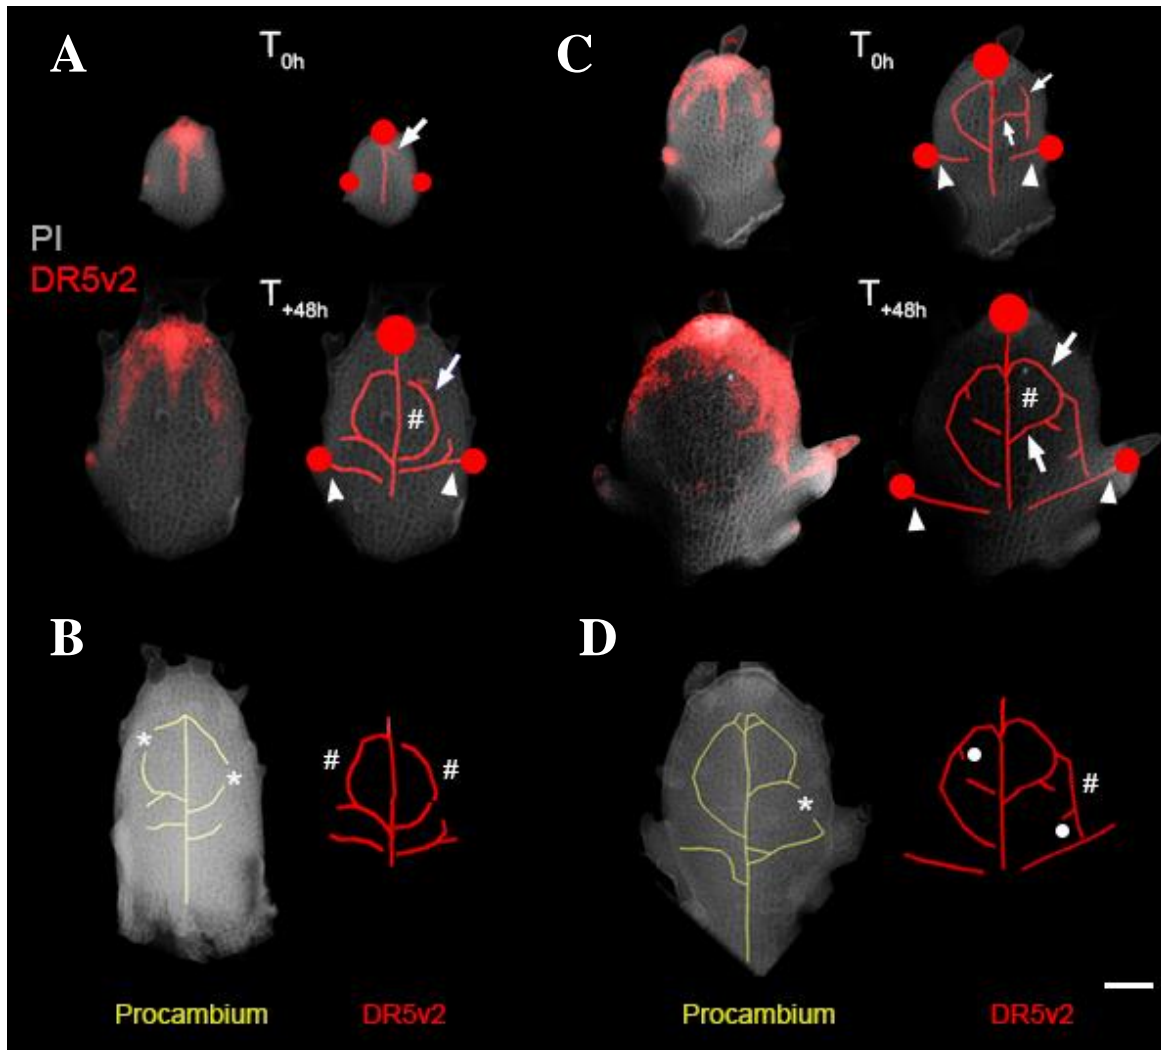 A
T0h
C
T0h
PI
DR5v2
T+48h
#
T+48h
#
B
*
*
#
#
D
*
#
Procambium
DR5v2
Procambium
DR5v2